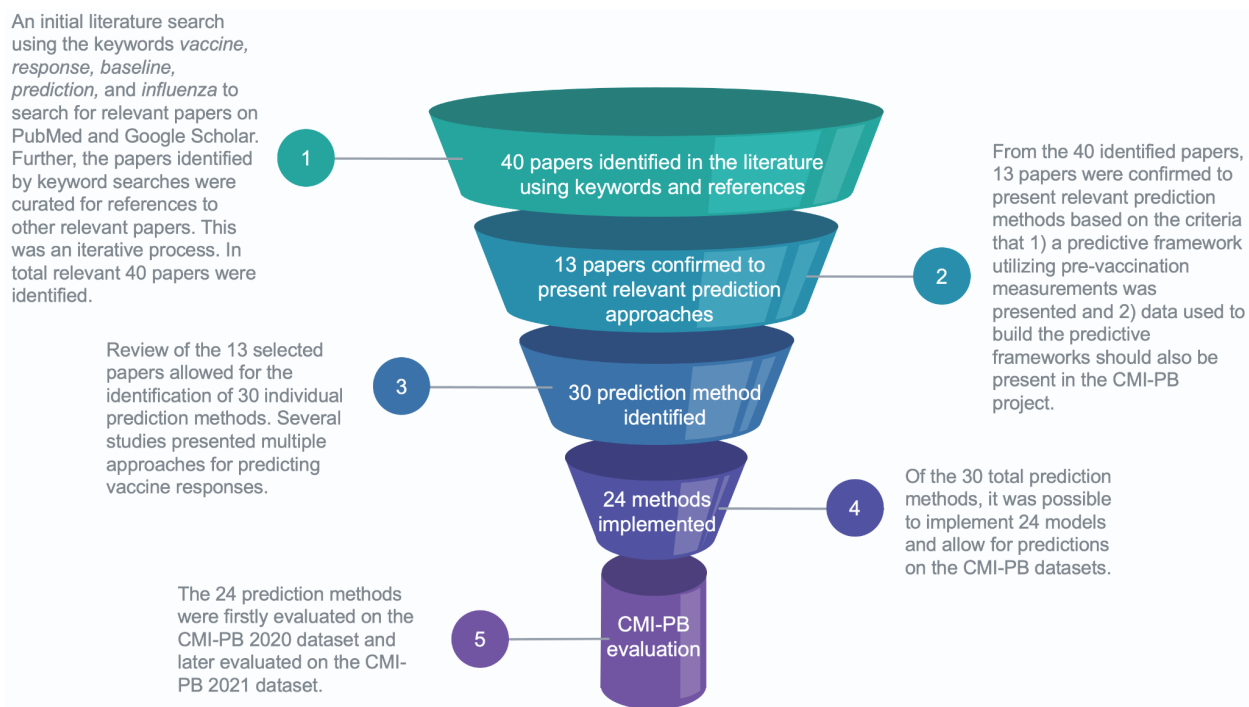 An initial literature search
using the keywords vaccine,
response, baseline,
prediction, and influenza to
search for relevant papers on
PubMed and Google Scholar.
Further, the papers identified
by keyword searches were
curated for references to
other relevant papers. This
was an iterative process. In
total relevant 40 papers were
identified.
1
40 papers identified in the literature
using keywords and references
13 papers confirmed to
present relevant prediction
approaches
2
From the 40 identified papers,
13 papers were confirmed to
present relevant prediction
methods based on the criteria
that 1) a predictive framework
utilizing pre-vaccination
measurements was
presented and 2) data used to
build the predictive
frameworks should also be
present in the CMI-PB
project.
Review of the 13 selected
papers allowed for the
identification of 30 individual
prediction methods. Several
studies presented multiple
approaches for predicting
vaccine responses.
3
30 prediction method
identified
24 methods
implemented
4
Of the 30 total prediction
methods, it was possible
to implement 24 models
and allow for predictions
on the CMI-PB datasets.
The 24 prediction methods
were firstly evaluated on the
CMI-PB 2020 dataset and
later evaluated on the CMI-
PB 2021 dataset.
5
CMI-PB
evaluation